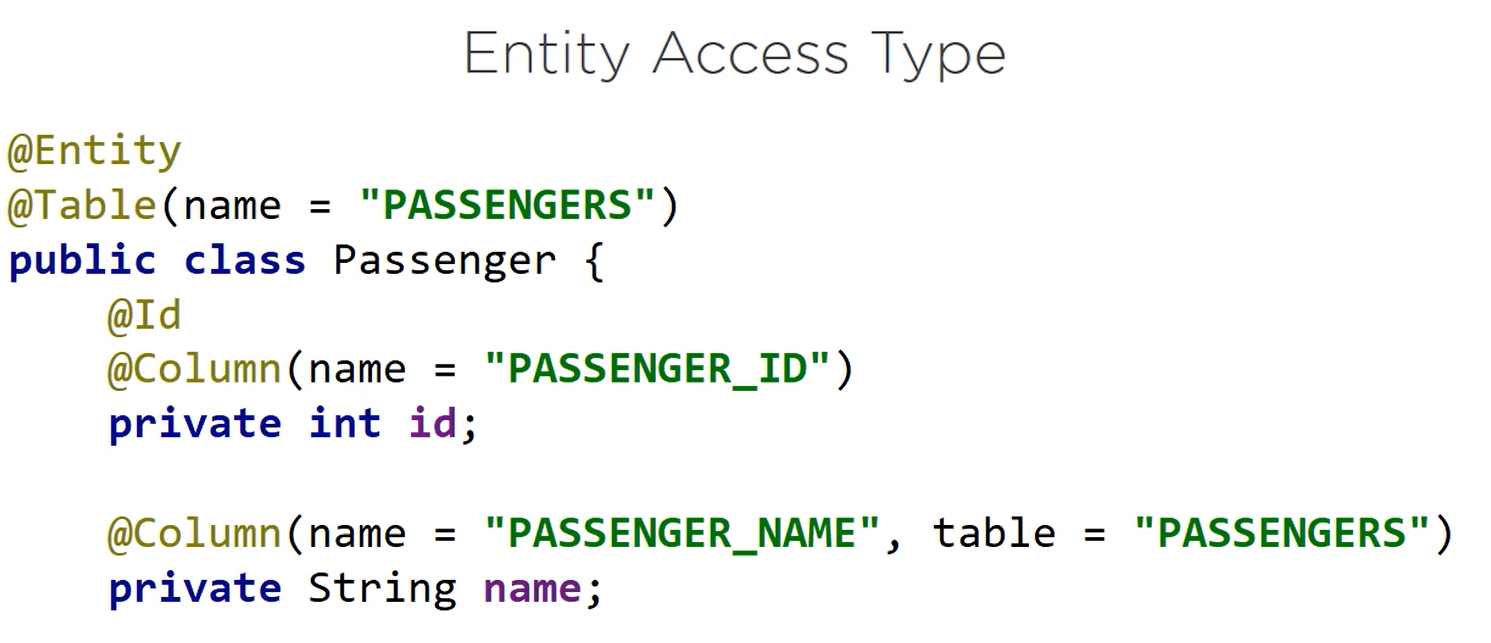 Entity Access Type
@Entity
@Table(name = "PASSENGERS")
public class Passenger {
@Id
@Column(name = "PASSENGER_ID")
private int id;
@Column(name = "PASSENGER_NAME", table = "PASSENGERS")
private String name;